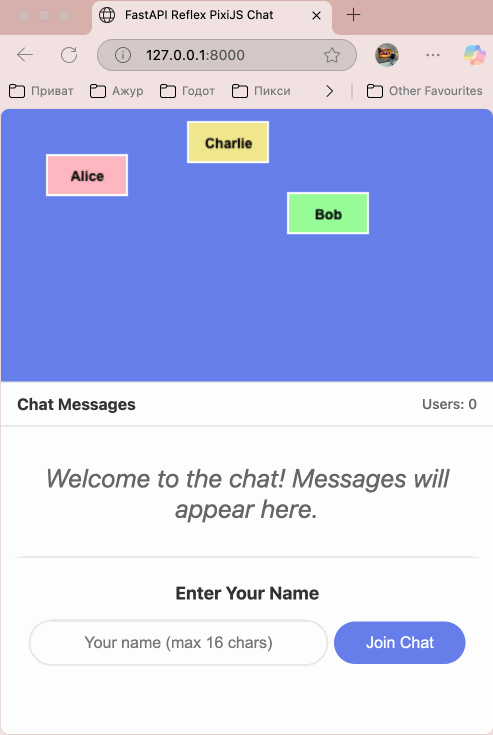 FastAPI Reflex PixiJS Chat
127.0.0.1:8000
Приват Ажур Годот Пикси Other Favourites
Charlie
Alice
Bob
Chat Messages Users: 0
Welcome to the chat! Messages will
appear here.
Enter Your Name
Your name (max 16 chars) Join Chat